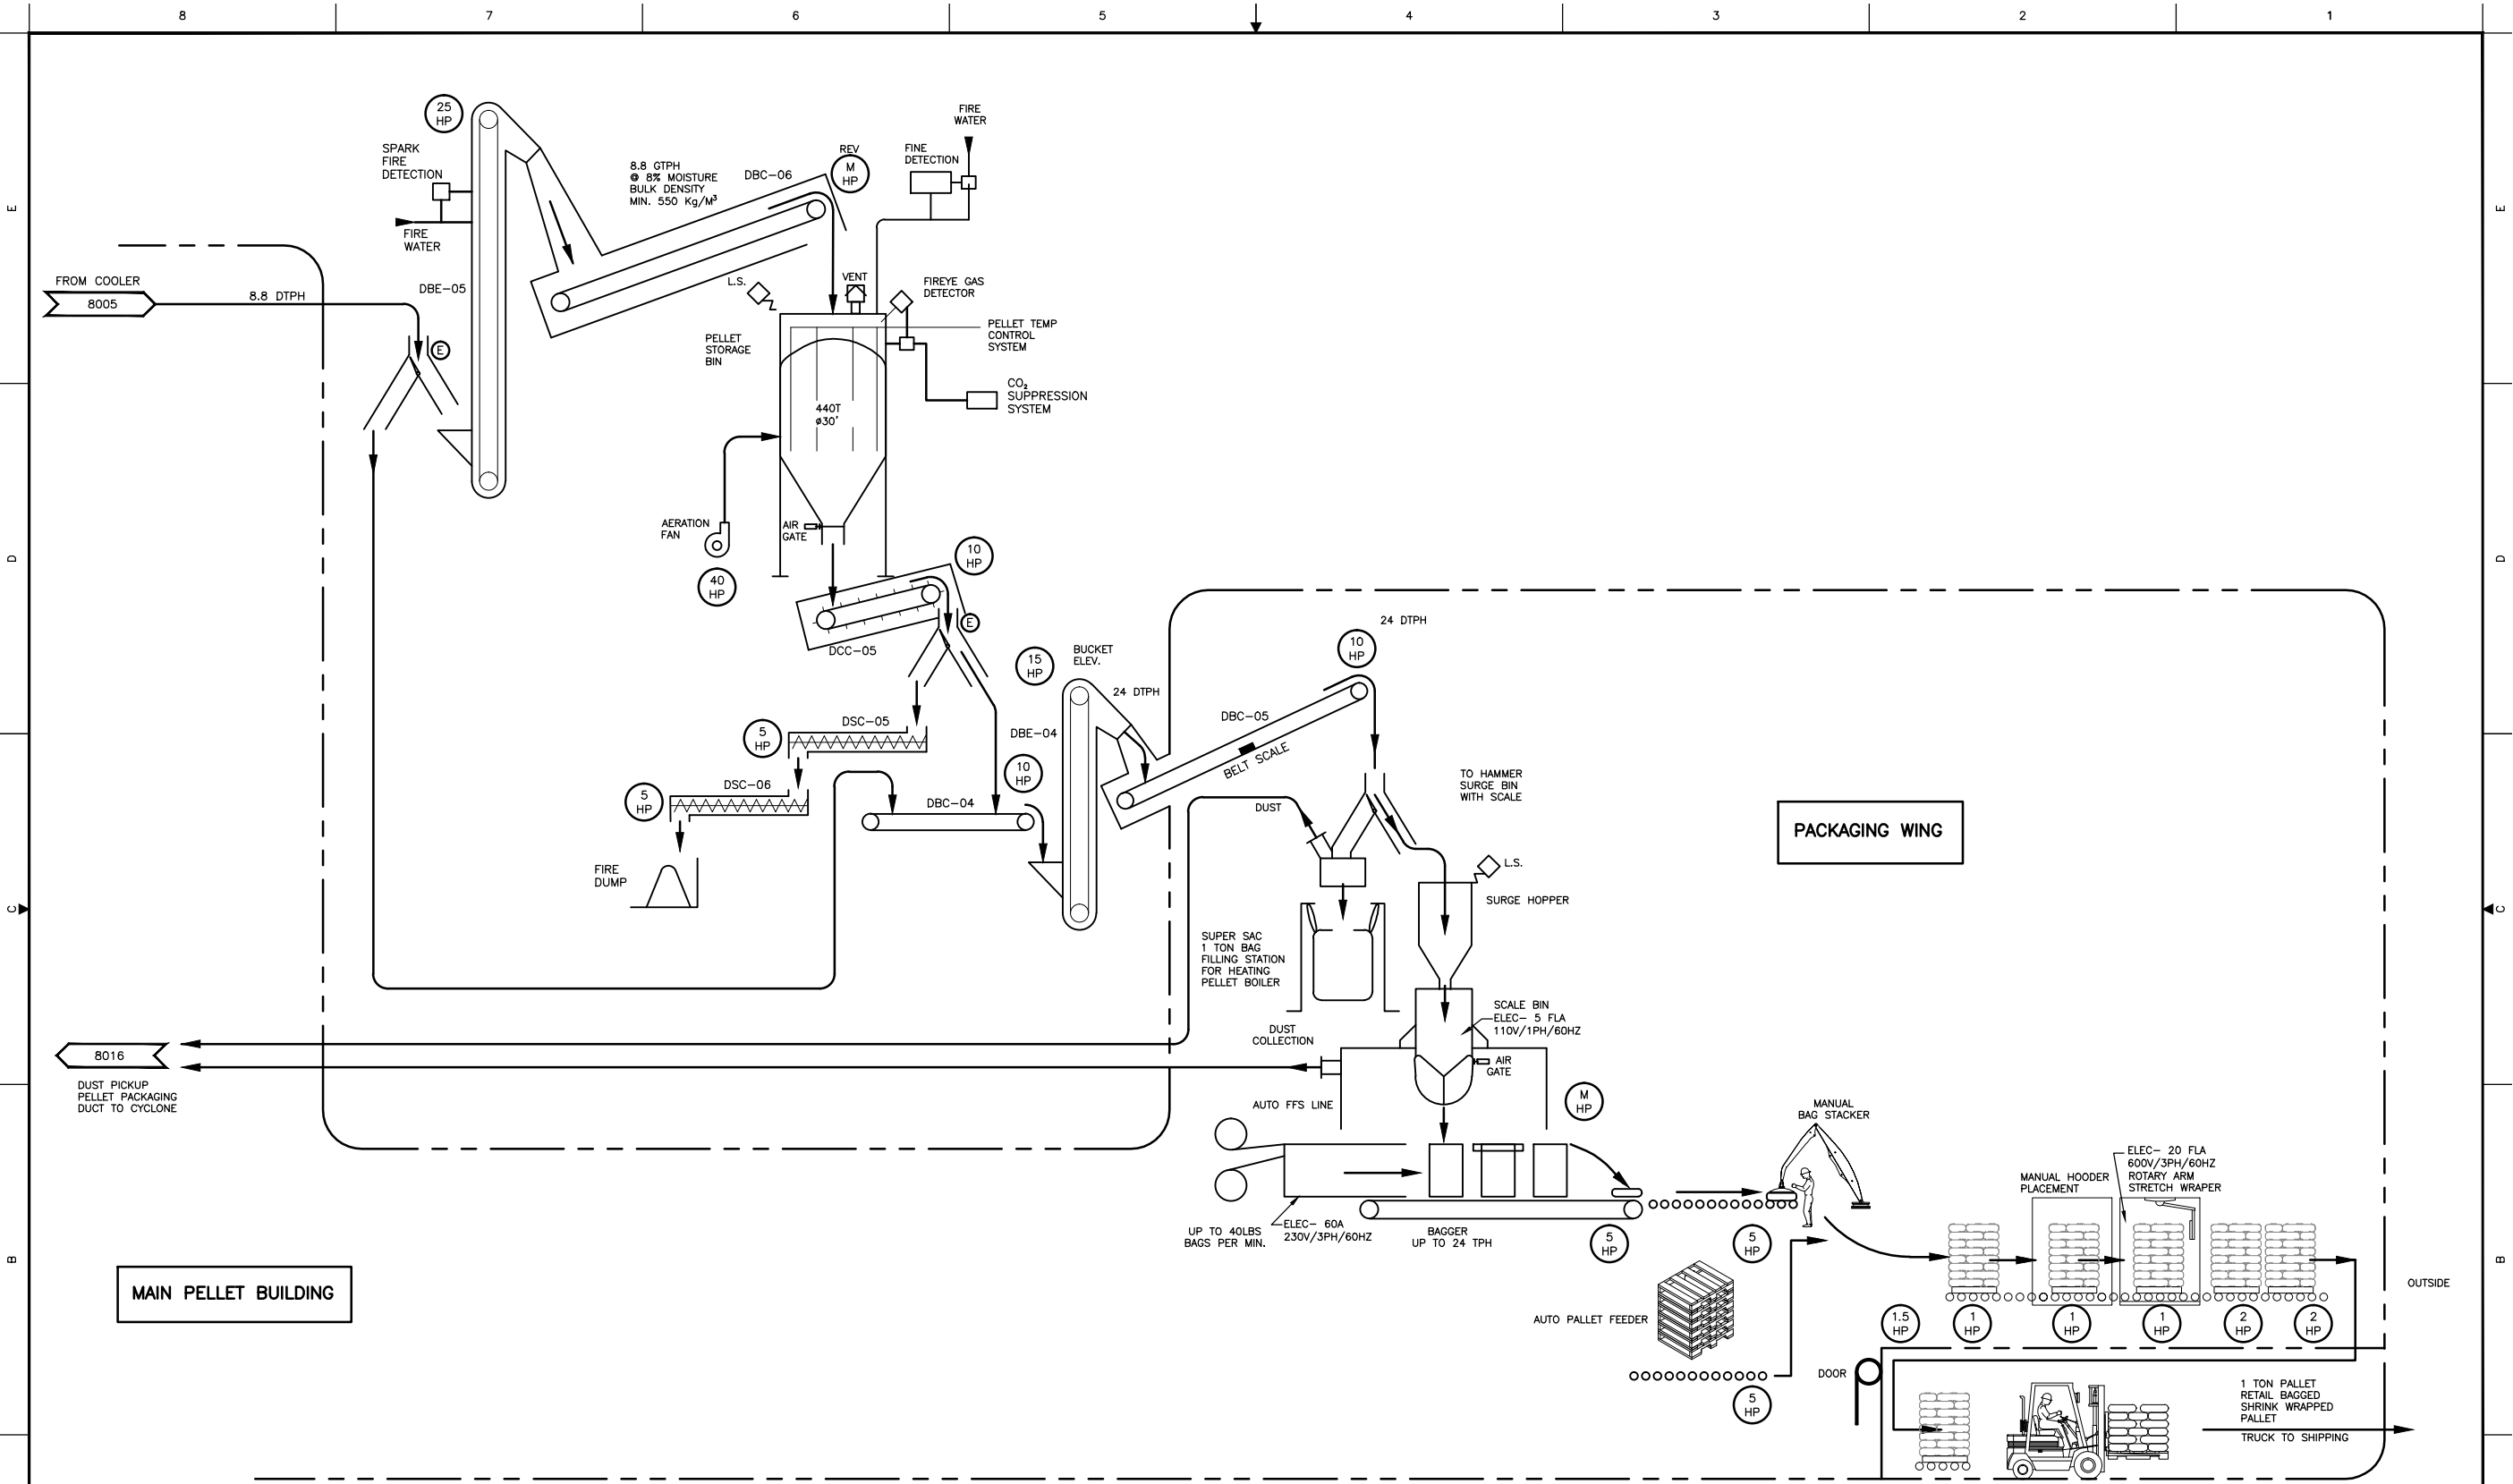 8 7 6 5 4 3 2 1
25
HP
SPARK
FIRE
DETECTION
FIRE
WATER
8.8 GTPH
@ 8% MOISTURE
BULK DENSITY
MIN. 550 Kg/M³
DBC-06
REV
M
HP
FINE
DETECTION
FIRE
WATER
E
E
FROM COOLER
8005
8.8 DTPH
DBE-05
E
L.S.
VENT
FIREYE GAS
DETECTOR
PELLET
STORAGE
BIN
PELLET TEMP
CONTROL
SYSTEM
CO₂
SUPPRESSION
SYSTEM
440T
ø30'
AERATION
FAN
AIR
GATE
40
HP
10
HP
D
D
E
DCC-05
15
HP
BUCKET
ELEV.
24 DTPH
10
HP
24 DTPH
DSC-05
5
HP
DBE-04
DBC-05
BELT SCALE
10
HP
DSC-06
5
HP
DBC-04
TO HAMMER
SURGE BIN
WITH SCALE
DUST
PACKAGING WING
FIRE
DUMP
L.S.
SURGE HOPPER
C
C
SUPER SAC
1 TON BAG
FILLING STATION
FOR HEATING
PELLET BOILER
SCALE BIN
ELEC- 5 FLA
110V/1PH/60HZ
DUST
COLLECTION
AIR
GATE
8016
DUST PICKUP
PELLET PACKAGING
DUCT TO CYCLONE
AUTO FFS LINE
M
HP
MANUAL
BAG STACKER
ELEC- 20 FLA
600V/3PH/60HZ
ROTARY ARM
STRETCH WRAPER
MANUAL HOODER
PLACEMENT
UP TO 40LBS
BAGS PER MIN.
ELEC- 60A
230V/3PH/60HZ
BAGGER
UP TO 24 TPH
5
HP
5
HP
B
B
MAIN PELLET BUILDING
OUTSIDE
AUTO PALLET FEEDER
1.5
HP
1
HP
1
HP
1
HP
2
HP
2
HP
DOOR
5
HP
1 TON PALLET
RETAIL BAGGED
SHRINK WRAPPED
PALLET
TRUCK TO SHIPPING